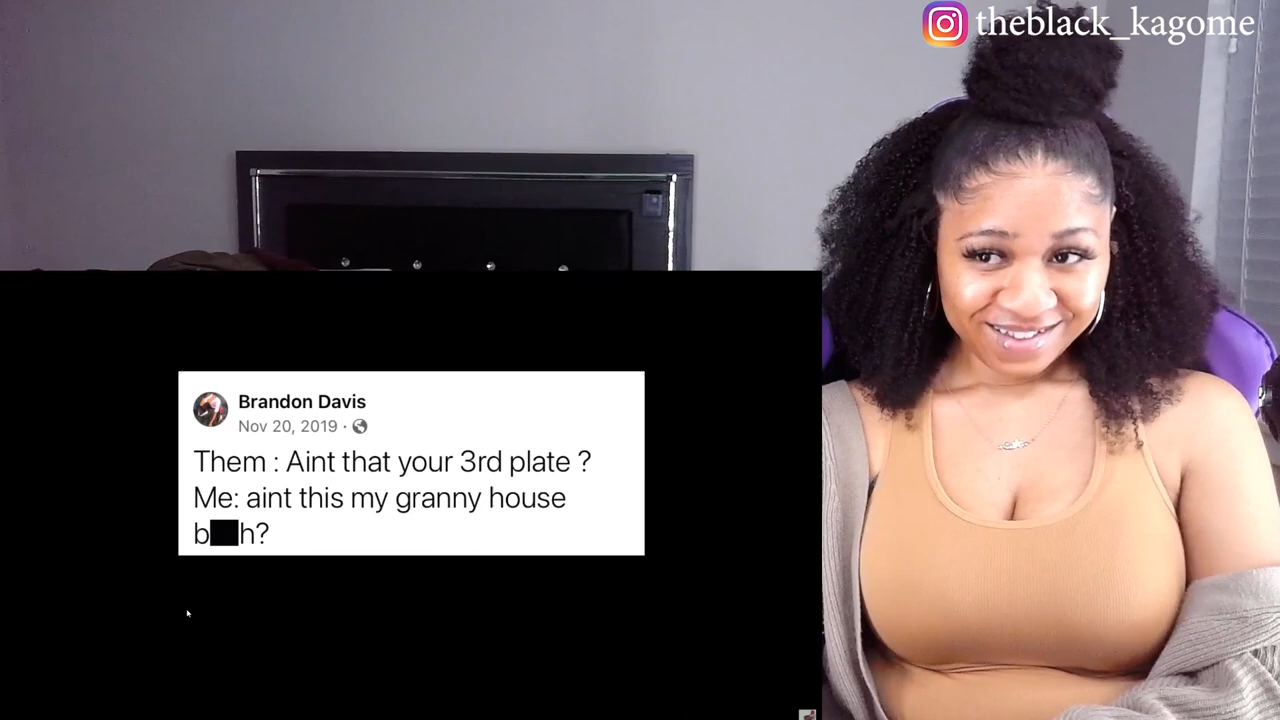 theblack_kagome
Brandon Davis
Nov 20, 2019 ·
Them : Aint that your 3rd plate ?
Me: aint this my granny house
b██h?